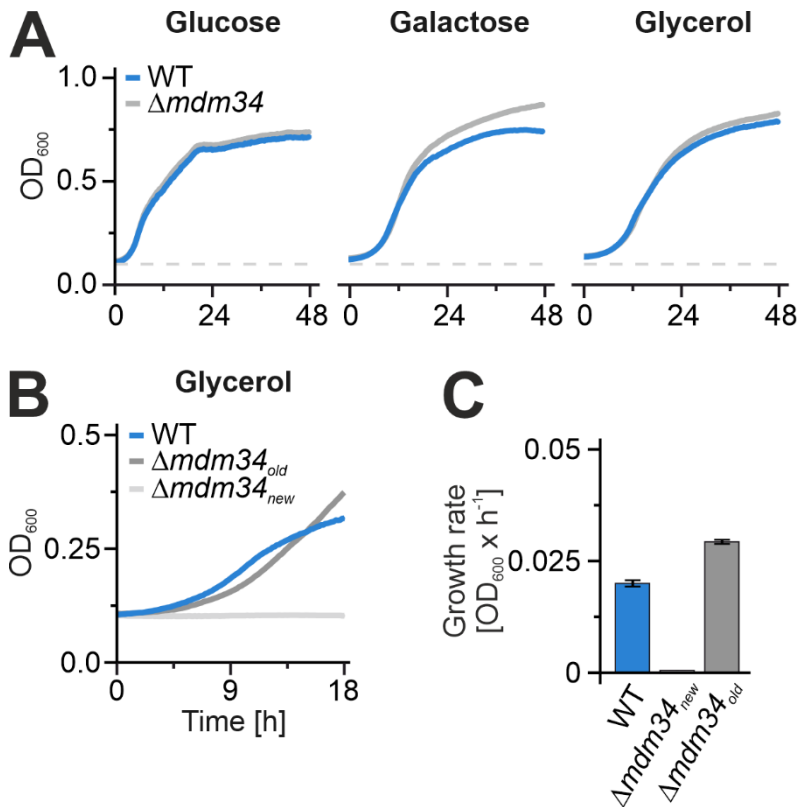 A
Glucose
Galactose
Glycerol
WT
Δmdm34
OD600
1.0
0.5
0.0
0 24 48
0 24 48
0 24 48
B
Glycerol
WT
Δmdm34old
Δmdm34new
OD600
0.5
0.25
0.0
0 9 18
Time [h]
C
Growth rate
[OD600 x h-1]
0.05
0.025
0
WT
Δmdm34new
Δmdm34old